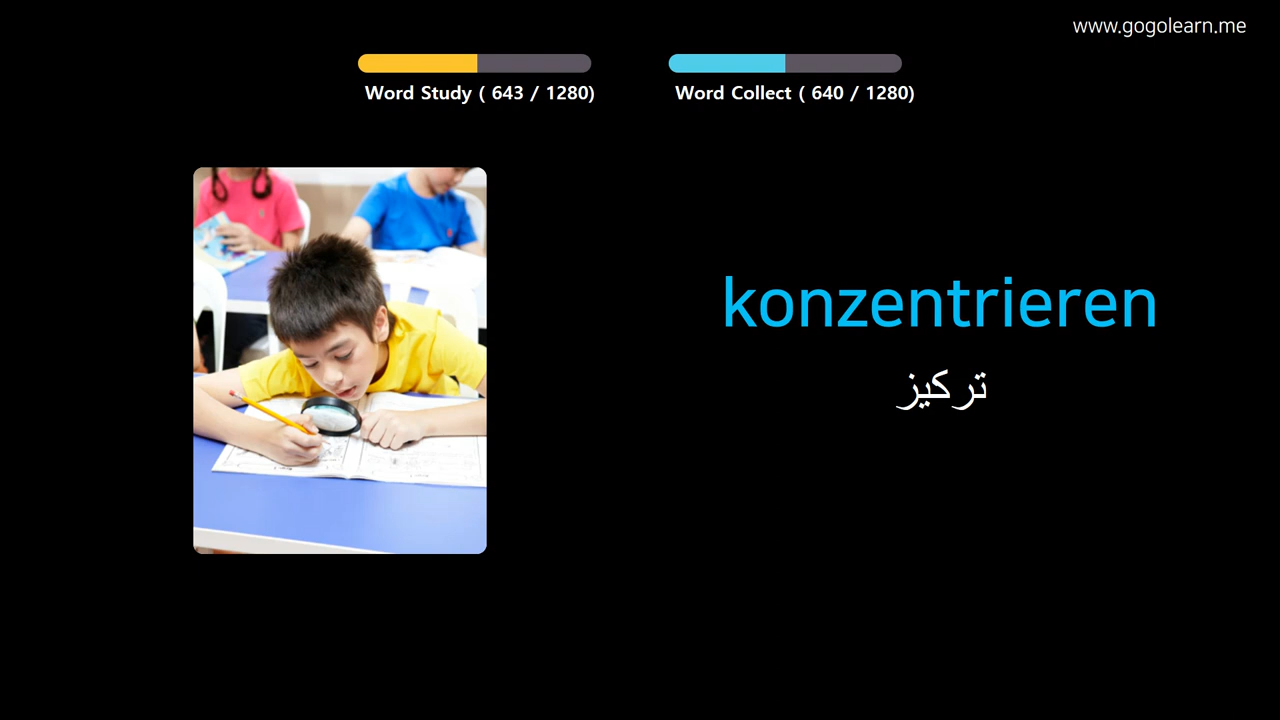 www.gogolearn.me
Word Study ( 643 / 1280)
Word Collect ( 640 / 1280)
konzentrieren
تركيز